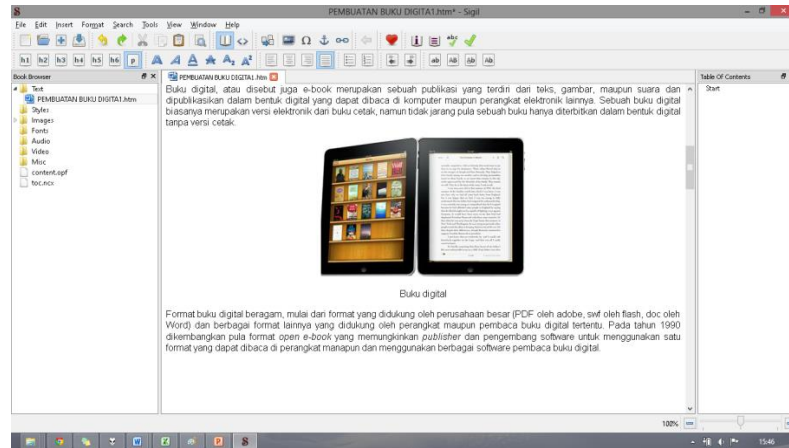 PEMBUATAN BUKU DIGITA1.htm* - Sigil
File Edit Insert Format Search Tools View Window Help
h1 h2 h3 h4 h5 h6 p
Book Browser
PEMBUATAN BUKU DIGITA1.htm
Table Of Contents
Text
PEMBUATAN BUKU DIGITA1.htm
Styles
Images
Fonts
Audio
Video
Misc
content.opf
toc.ncx
Start
Buku digital, atau disebut juga e-book merupakan sebuah publikasi yang terdiri dari teks, gambar, maupun suara dan
dipublikasikan dalam bentuk digital yang dapat dibaca di komputer maupun perangkat elektronik lainnya. Sebuah buku digital
biasanya merupakan versi elektronik dari buku cetak, namun tidak jarang pula sebuah buku hanya diterbitkan dalam bentuk digital
tanpa versi cetak.
Buku digital
Format buku digital beragam, mulai dari format yang didukung oleh perusahaan besar (PDF oleh adobe, swf oleh flash, doc oleh
Word) dan berbagai format lainnya yang didukung oleh perangkat maupun pembaca buku digital tertentu. Pada tahun 1990
dikembangkan pula format open e-book yang memungkinkan publisher dan pengembang software untuk menggunakan satu
format yang dapat dibaca di perangkat manapun dan menggunakan berbagai software pembaca buku digital.
100%
15:46